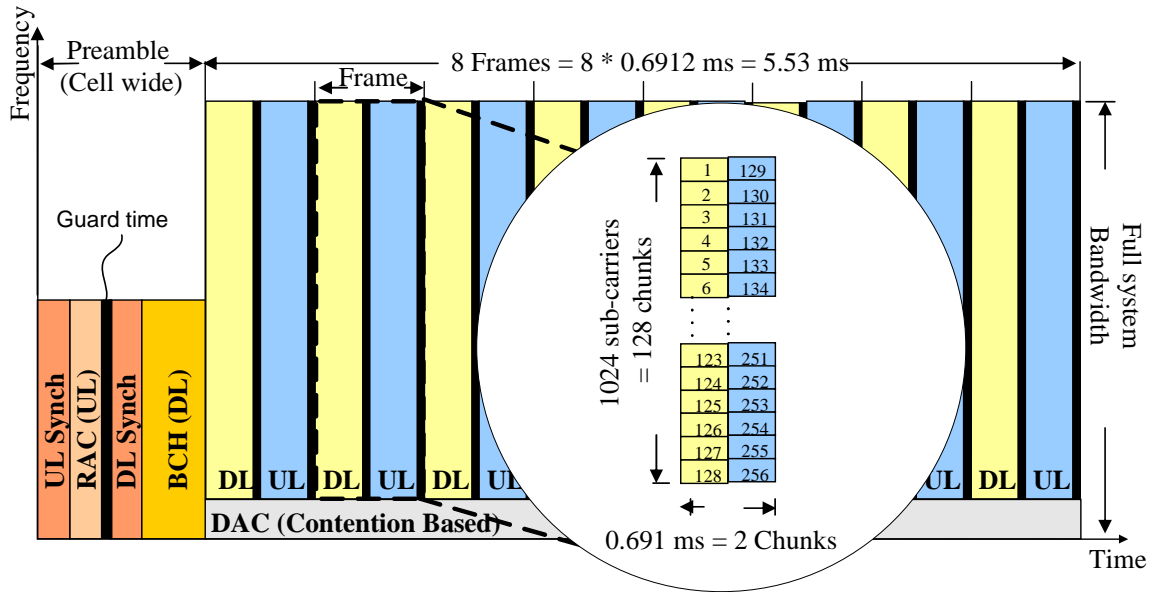 Frequency
Preamble
(Cell wide)
8 Frames = 8 * 0.6912 ms = 5.53 ms
Frame
Guard time
UL Synch
RAC (UL)
DL Synch
BCH (DL)
DL
UL
DL
UL
DL
UL
DL
UL
DAC (Contention Based)
1024 sub-carriers
= 128 chunks
1 129
2 130
3 131
4 132
5 133
6 134
123 251
124 252
125 253
126 254
127 255
128 256
0.691 ms = 2 Chunks
Full system
Bandwidth
Time